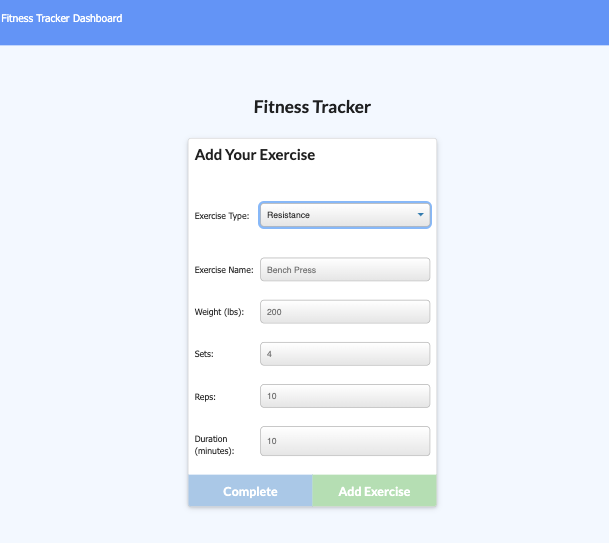 Fitness Tracker Dashboard
Fitness Tracker
Add Your Exercise
Exercise Type: Resistance
Exercise Name: Bench Press
Weight (lbs): 200
Sets: 4
Reps: 10
Duration
(minutes): 10
Complete Add Exercise